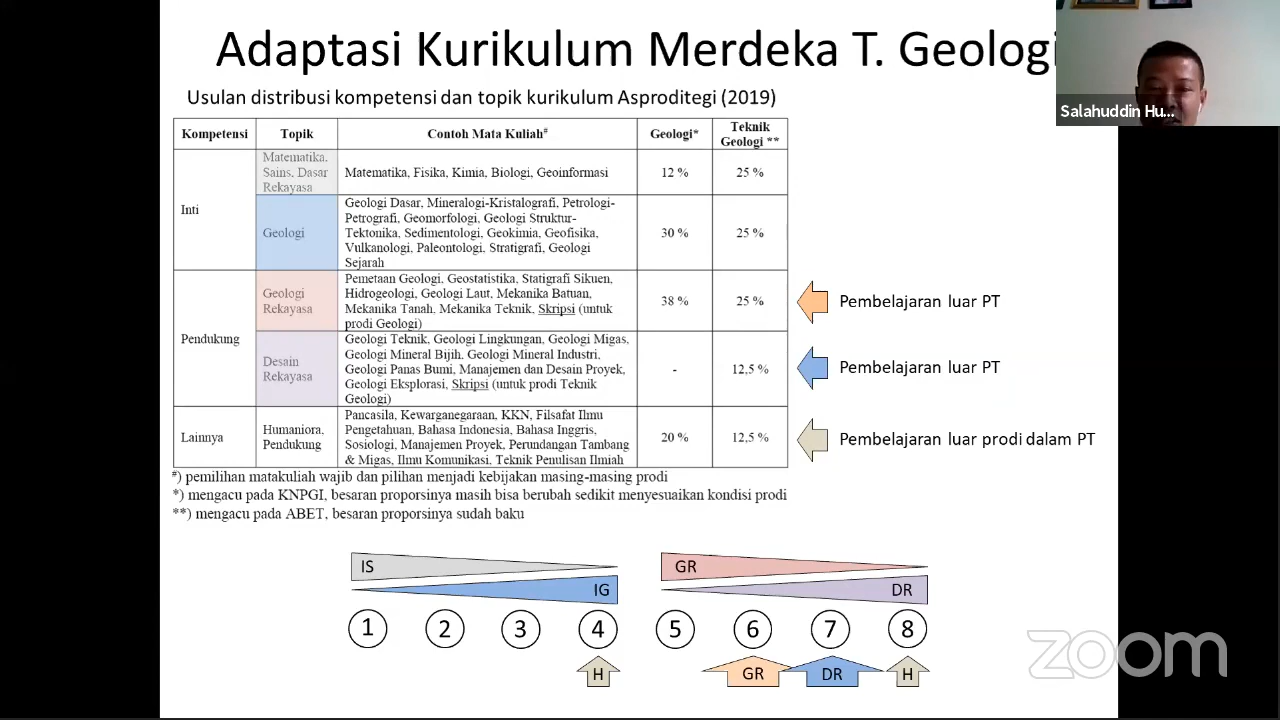 Adaptasi Kurikulum Merdeka T. Geologi
Salahuddin Hu...
Usulan distribusi kompetensi dan topik kurikulum Asproditegi (2019)
Kompetensi Topik Contoh Mata Kuliah# Geologi* Teknik Geologi **
Inti
Matematika,
Sains, Dasar
Rekayasa
Matematika, Fisika, Kimia, Biologi, Geoinformasi
12 %
25 %
Geologi
Geologi Dasar, Mineralogi-Kristalografi, Petrologi-
Petrografi, Geomorfologi, Geologi Struktur-
Tektonika, Sedimentologi, Geokimia, Geofisika,
Vulkanologi, Paleontologi, Stratigrafi, Geologi
Sejarah
30 %
25 %
Pendukung
Geologi
Rekayasa
Pemetaan Geologi, Geostatistika, Statigrafi Sikuen,
Hidrogeologi, Geologi Laut, Mekanika Batuan,
Mekanika Tanah, Mekanika Teknik, Skripsi (untuk
prodi Geologi)
38 %
25 %
Pembelajaran luar PT
Desain
Rekayasa
Geologi Teknik, Geologi Lingkungan, Geologi Migas,
Geologi Mineral Bijih, Geologi Mineral Industri,
Geologi Panas Bumi, Manajemen dan Desain Proyek,
Geologi Eksplorasi, Skripsi (untuk prodi Teknik
Geologi)
-
12,5 %
Pembelajaran luar PT
Lainnya
Humaniora,
Pendukung
Pancasila, Kewarganegaraan, KKN, Filsafat Ilmu
Pengetahuan, Bahasa Indonesia, Bahasa Inggris,
Sosiologi, Manajemen Proyek, Perundangan Tambang
& Migas, Ilmu Komunikasi, Teknik Penulisan Ilmiah
20 %
12,5 %
Pembelajaran luar prodi dalam PT
#) pemilihan matakuliah wajib dan pilihan menjadi kebijakan masing-masing prodi
*) mengacu pada KNPGI, besaran proporsinya masih bisa berubah sedikit menyesuaikan kondisi prodi
**) mengacu pada ABET, besaran proporsinya sudah baku
IS
GR
IG
DR
1 2 3 4 5 6 7 8
H GR DR H
zoom